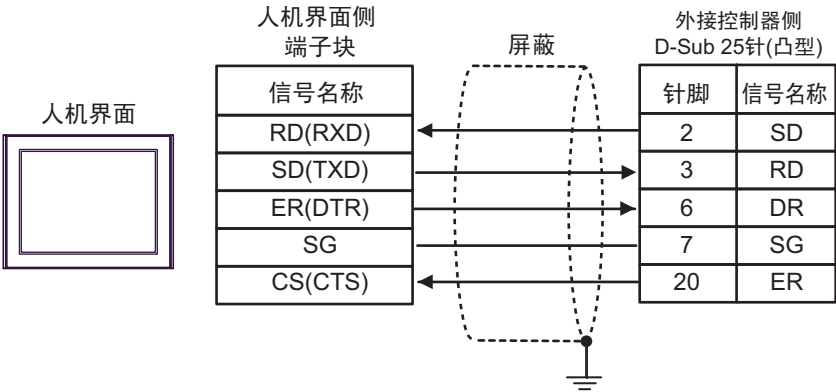 人机界面
人机界面侧
端子块
信号名称
RD(RXD)
SD(TXD)
ER(DTR)
SG
CS(CTS)
屏蔽
外接控制器侧
D-Sub 25针(凸型)
针脚 信号名称
2 SD
3 RD
6 DR
7 SG
20 ER